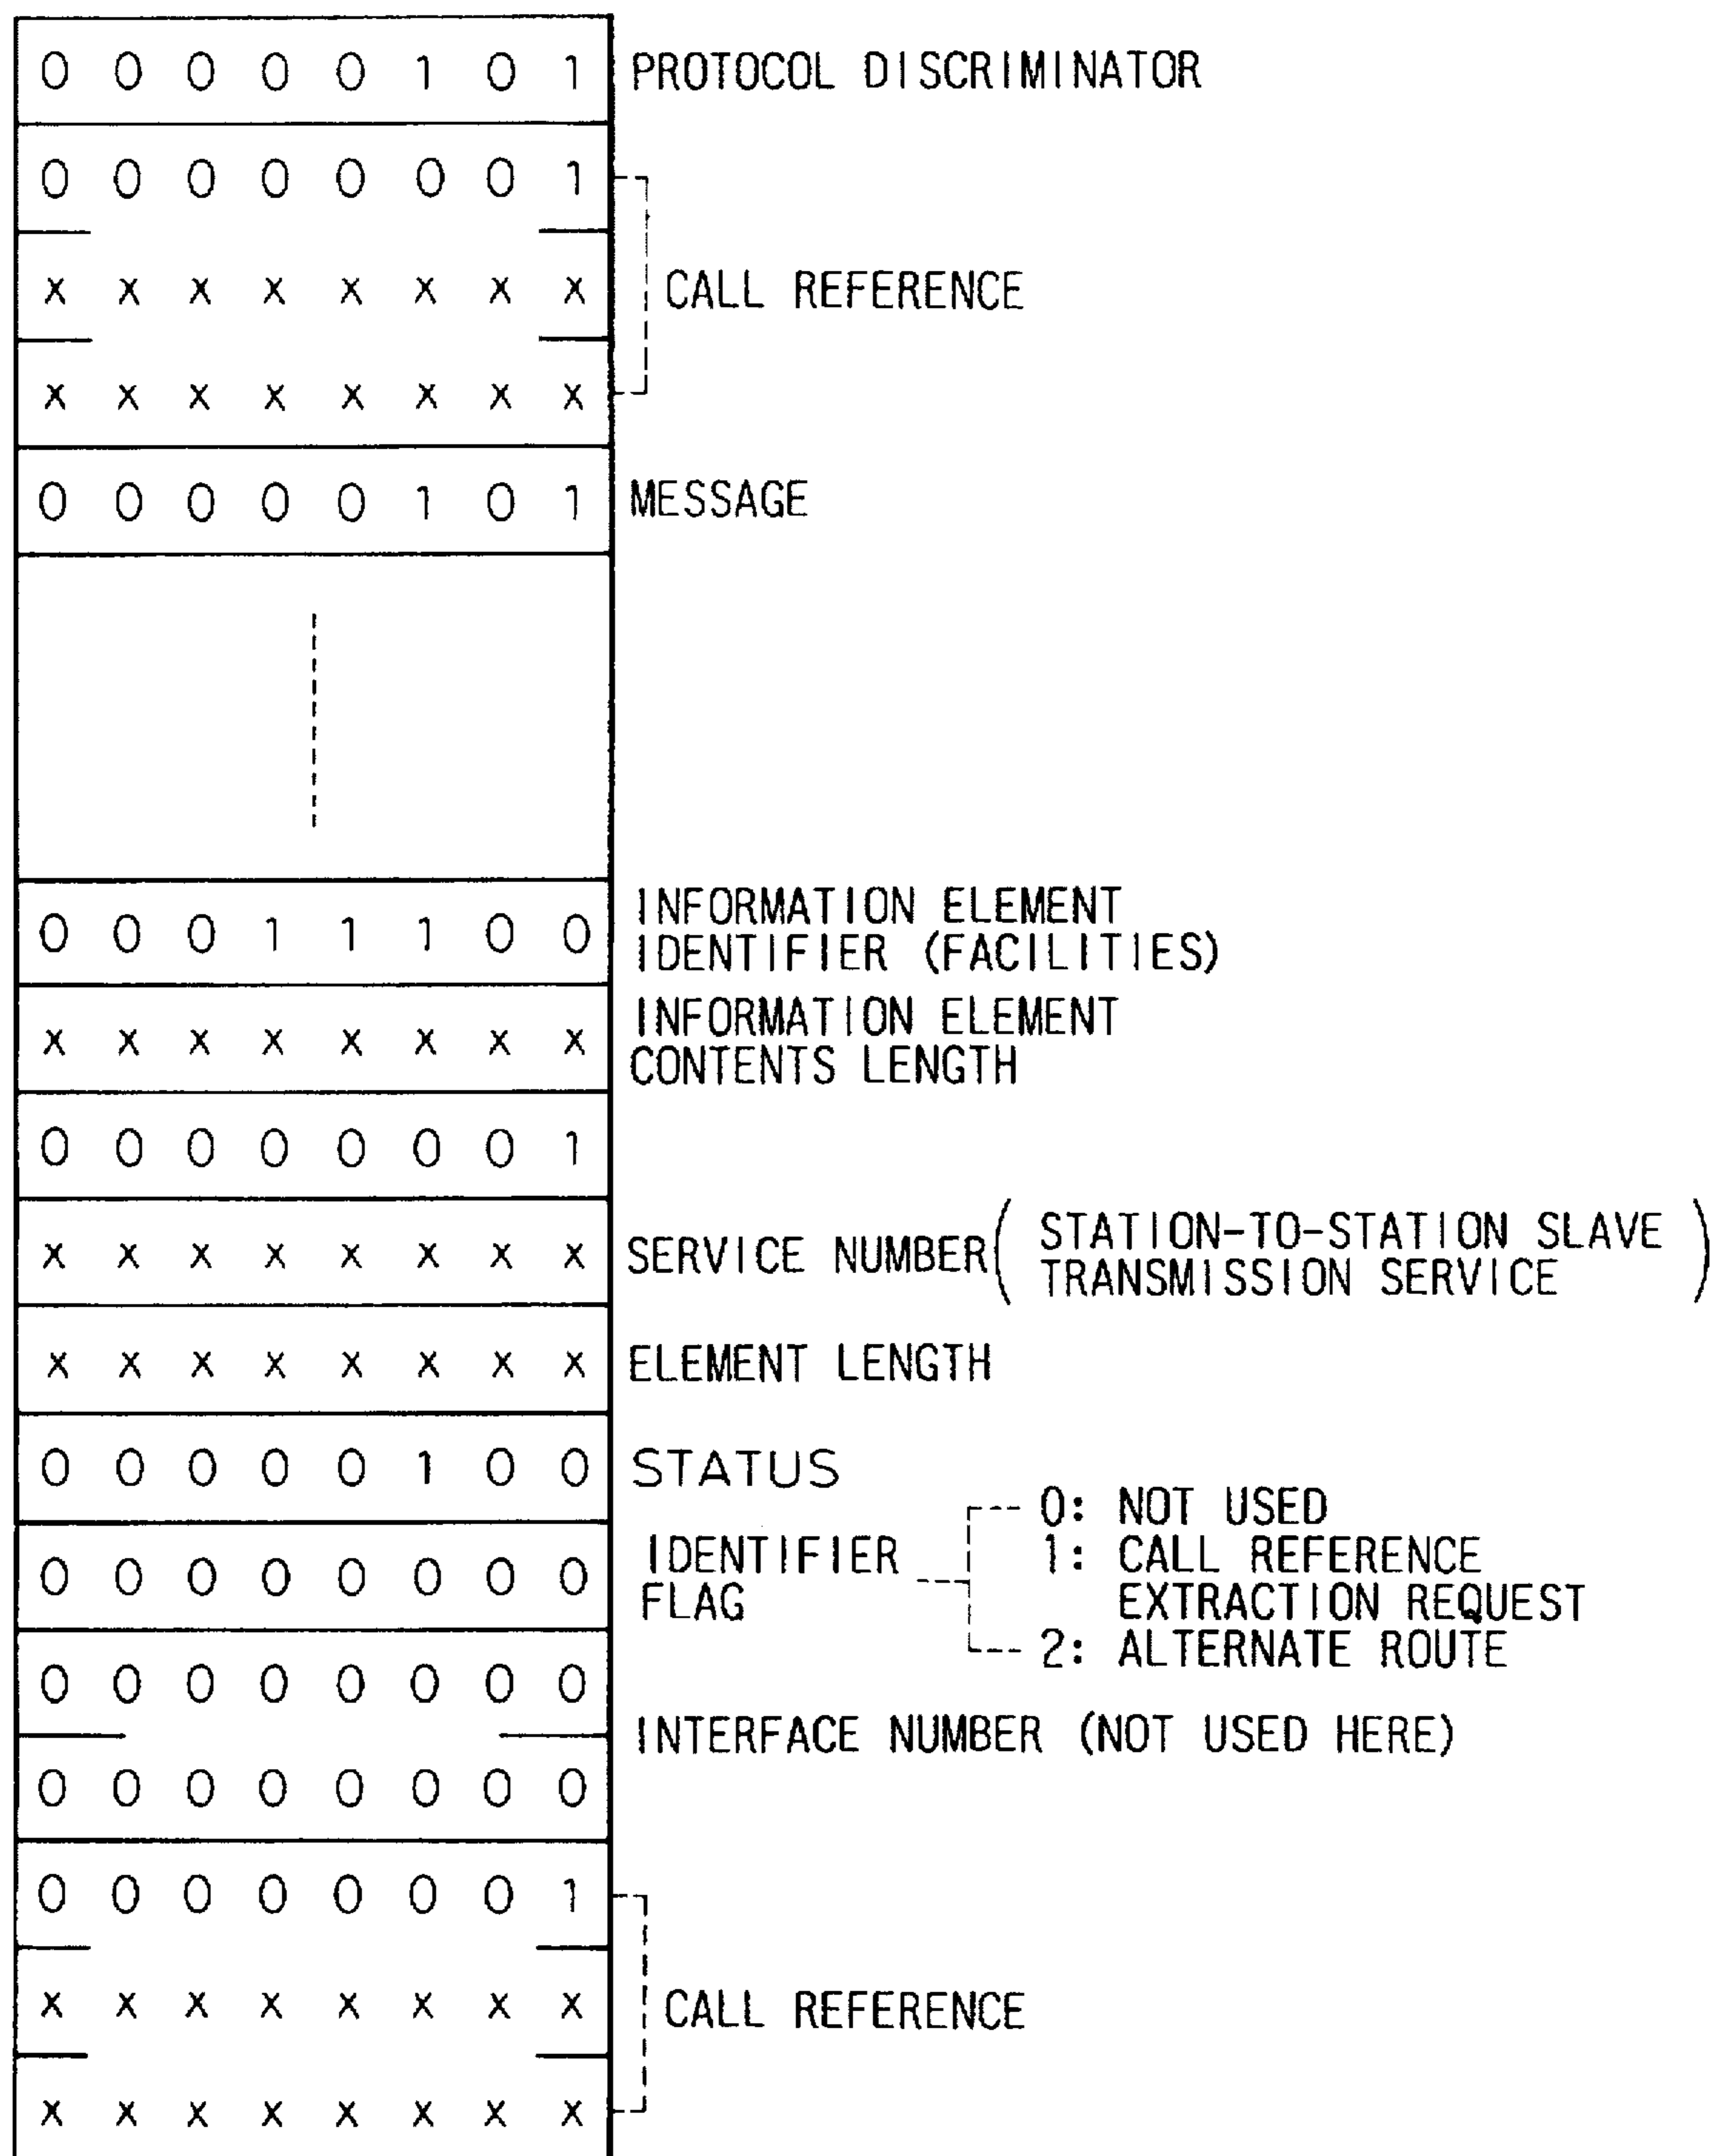 0 0 0 0 0 1 0 1 PROTOCOL DISCRIMINATOR
0 0 0 0 0 0 0 1
x x x x x x x x CALL REFERENCE
x x x x x x x x
0 0 0 0 0 1 0 1 MESSAGE
0 0 0 1 1 1 0 0 INFORMATION ELEMENT
IDENTIFIER (FACILITIES)
x x x x x x x x INFORMATION ELEMENT
CONTENTS LENGTH
0 0 0 0 0 0 0 1
x x x x x x x x SERVICE NUMBER ( STATION-TO-STATION SLAVE
TRANSMISSION SERVICE )
x x x x x x x x ELEMENT LENGTH
0 0 0 0 0 1 0 0 STATUS
0 0 0 0 0 0 0 0 IDENTIFIER
FLAG
0: NOT USED
1: CALL REFERENCE
EXTRACTION REQUEST
2: ALTERNATE ROUTE
0 0 0 0 0 0 0 0
INTERFACE NUMBER (NOT USED HERE)
0 0 0 0 0 0 0 0
0 0 0 0 0 0 0 1
x x x x x x x x CALL REFERENCE
x x x x x x x x